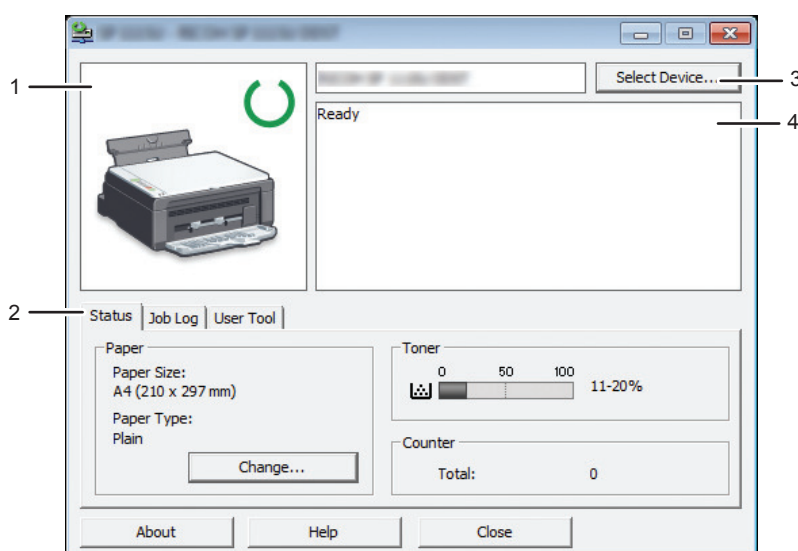 1
Select Device...
3
Ready
4
2
Status Job Log User Tool
Paper
Paper Size:
A4 (210 x 297 mm)
Paper Type:
Plain
Change...
Toner
0 50 100
11-20%
Counter
Total: 0
About Help Close